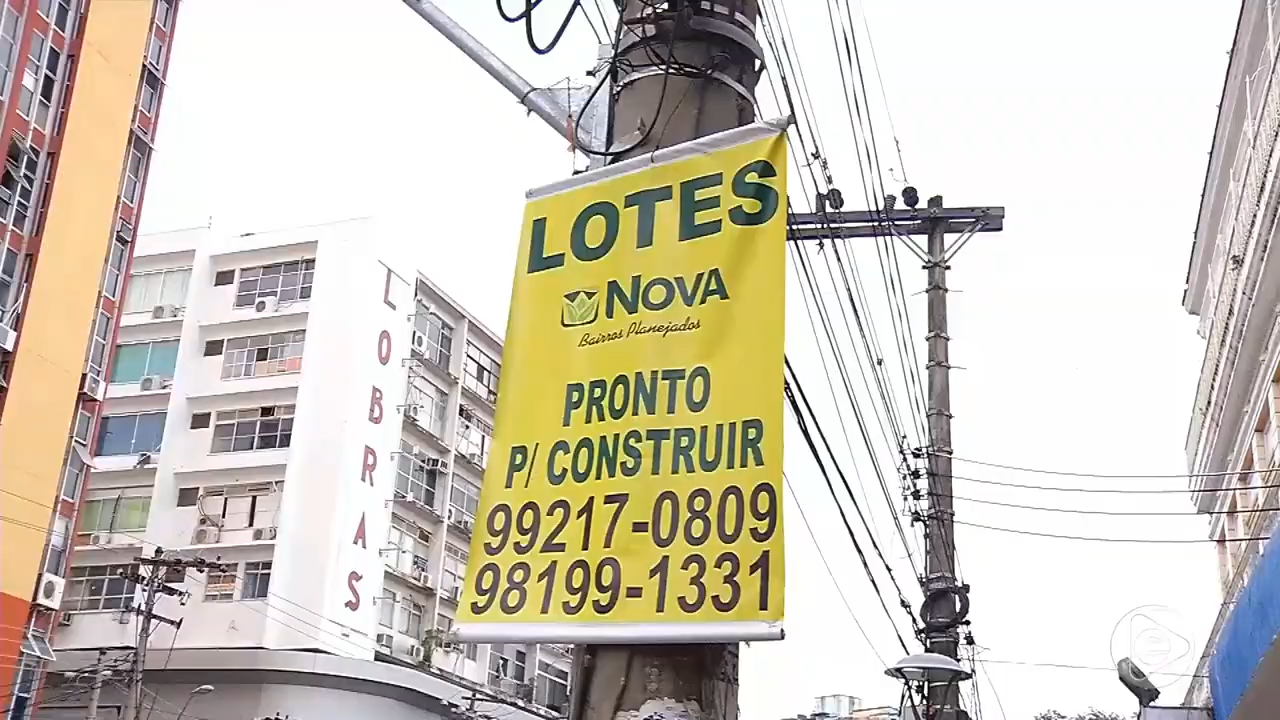 LOTES
NOVA
Bairros Planejados
PRONTO
P/ CONSTRUIR
99217-0809
98199-1331
LOBRAS